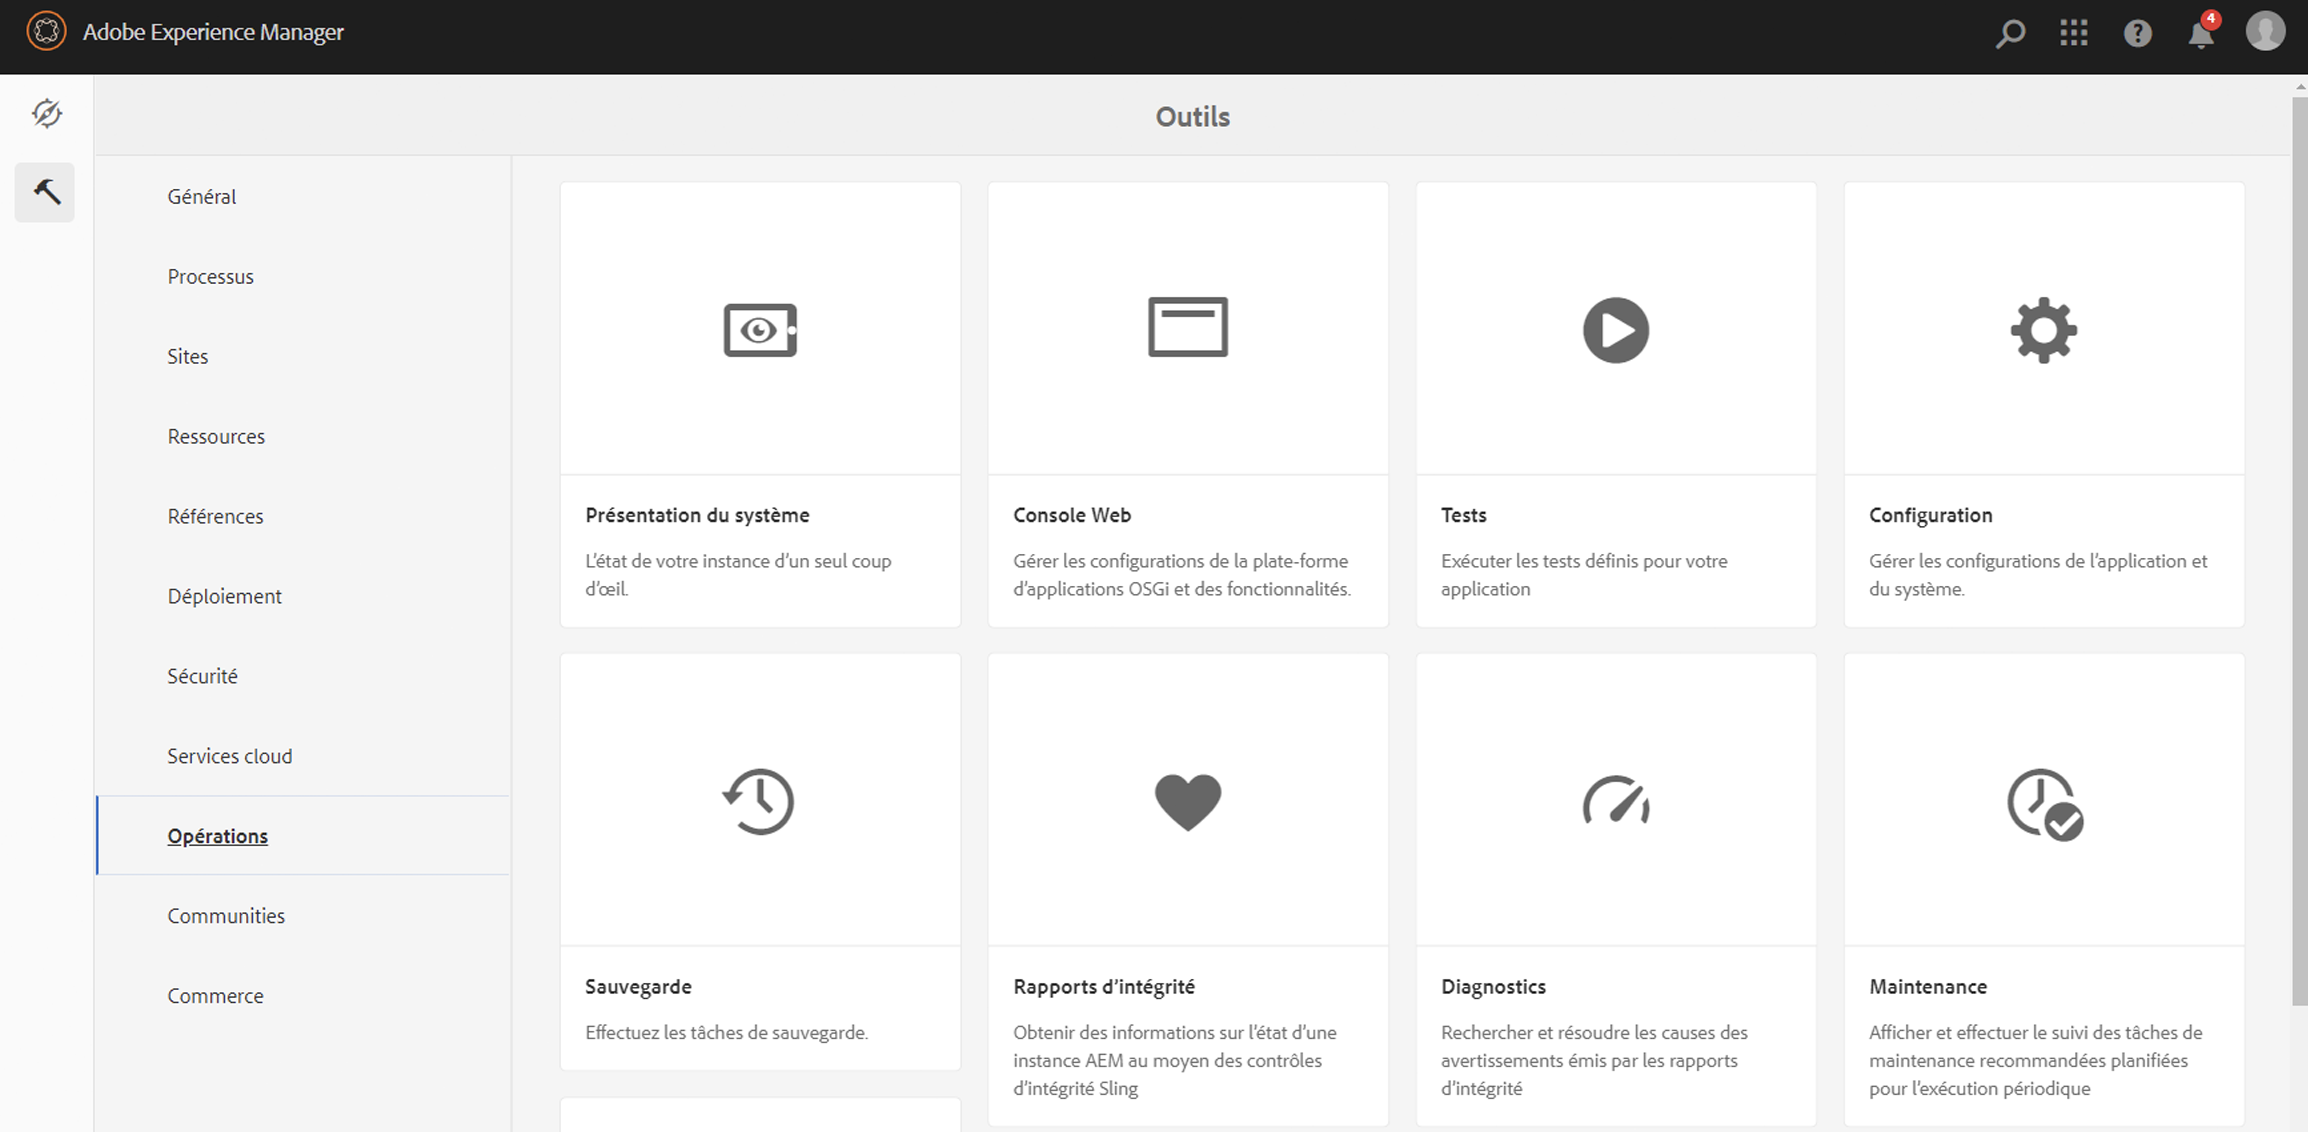 Adobe Experience Manager
4
Outils
Général
Processus
Sites
Ressources
Références
Déploiement
Sécurité
Services cloud
Opérations
Communities
Commerce
Présentation du système
L’état de votre instance d’un seul coup
d’œil.
Console Web
Gérer les configurations de la plate-forme
d’applications OSGi et des fonctionnalités.
Tests
Exécuter les tests définis pour votre
application
Configuration
Gérer les configurations de l’application et
du système.
Sauvegarde
Effectuez les tâches de sauvegarde.
Rapports d’intégrité
Obtenir des informations sur l’état d’une
instance AEM au moyen des contrôles
d’intégrité Sling
Diagnostics
Rechercher et résoudre les causes des
avertissements émis par les rapports
d’intégrité
Maintenance
Afficher et effectuer le suivi des tâches de
maintenance recommandées planifiées
pour l’exécution périodique